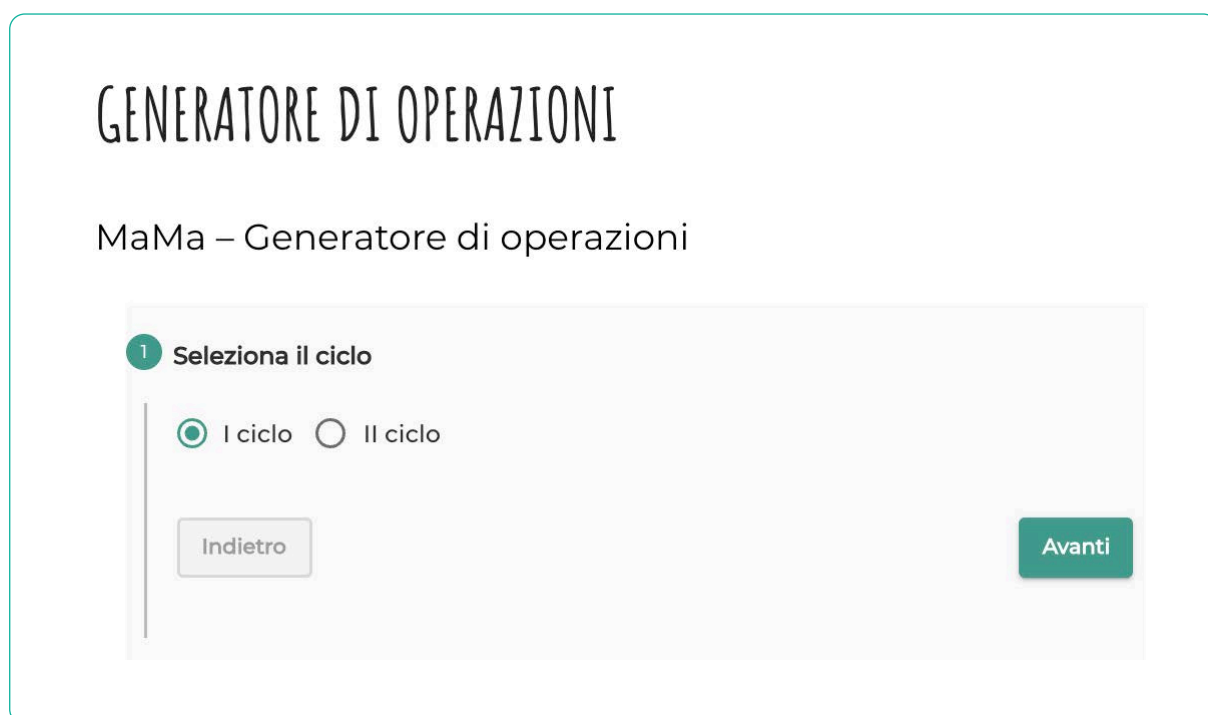 GENERATORE DI OPERAZIONI
MaMa – Generatore di operazioni
1 Seleziona il ciclo
I ciclo II ciclo
Indietro Avanti